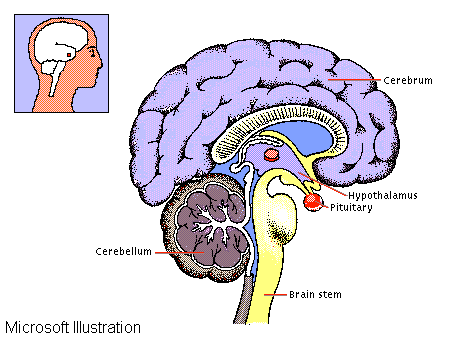 Cerebrum
Hypothalamus
Pituitary
Cerebellum
Brain stem
Microsoft Illustration